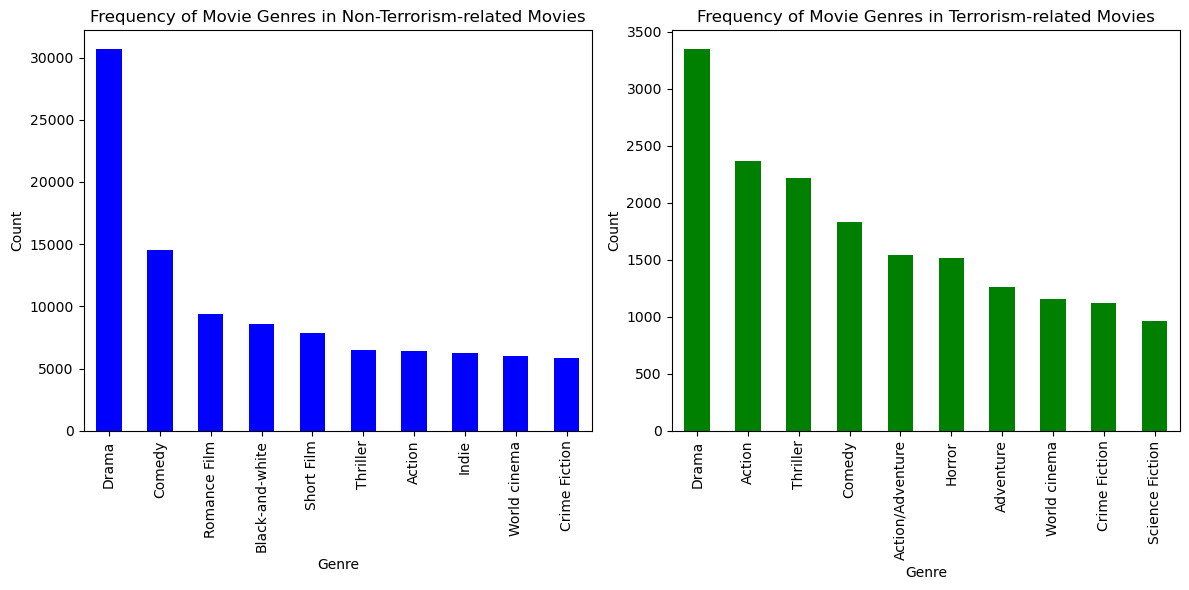 Frequency of Movie Genres in Non-Terrorism-related Movies
30000
25000
20000
15000
10000
5000
0
Count
Drama
Comedy
Romance Film
Black-and-white
Short Film
Thriller
Action
Indie
World cinema
Crime Fiction
Genre
Frequency of Movie Genres in Terrorism-related Movies
3500
3000
2500
2000
1500
1000
500
0
Count
Drama
Action
Thriller
Comedy
Action/Adventure
Horror
Adventure
World cinema
Crime Fiction
Science Fiction
Genre